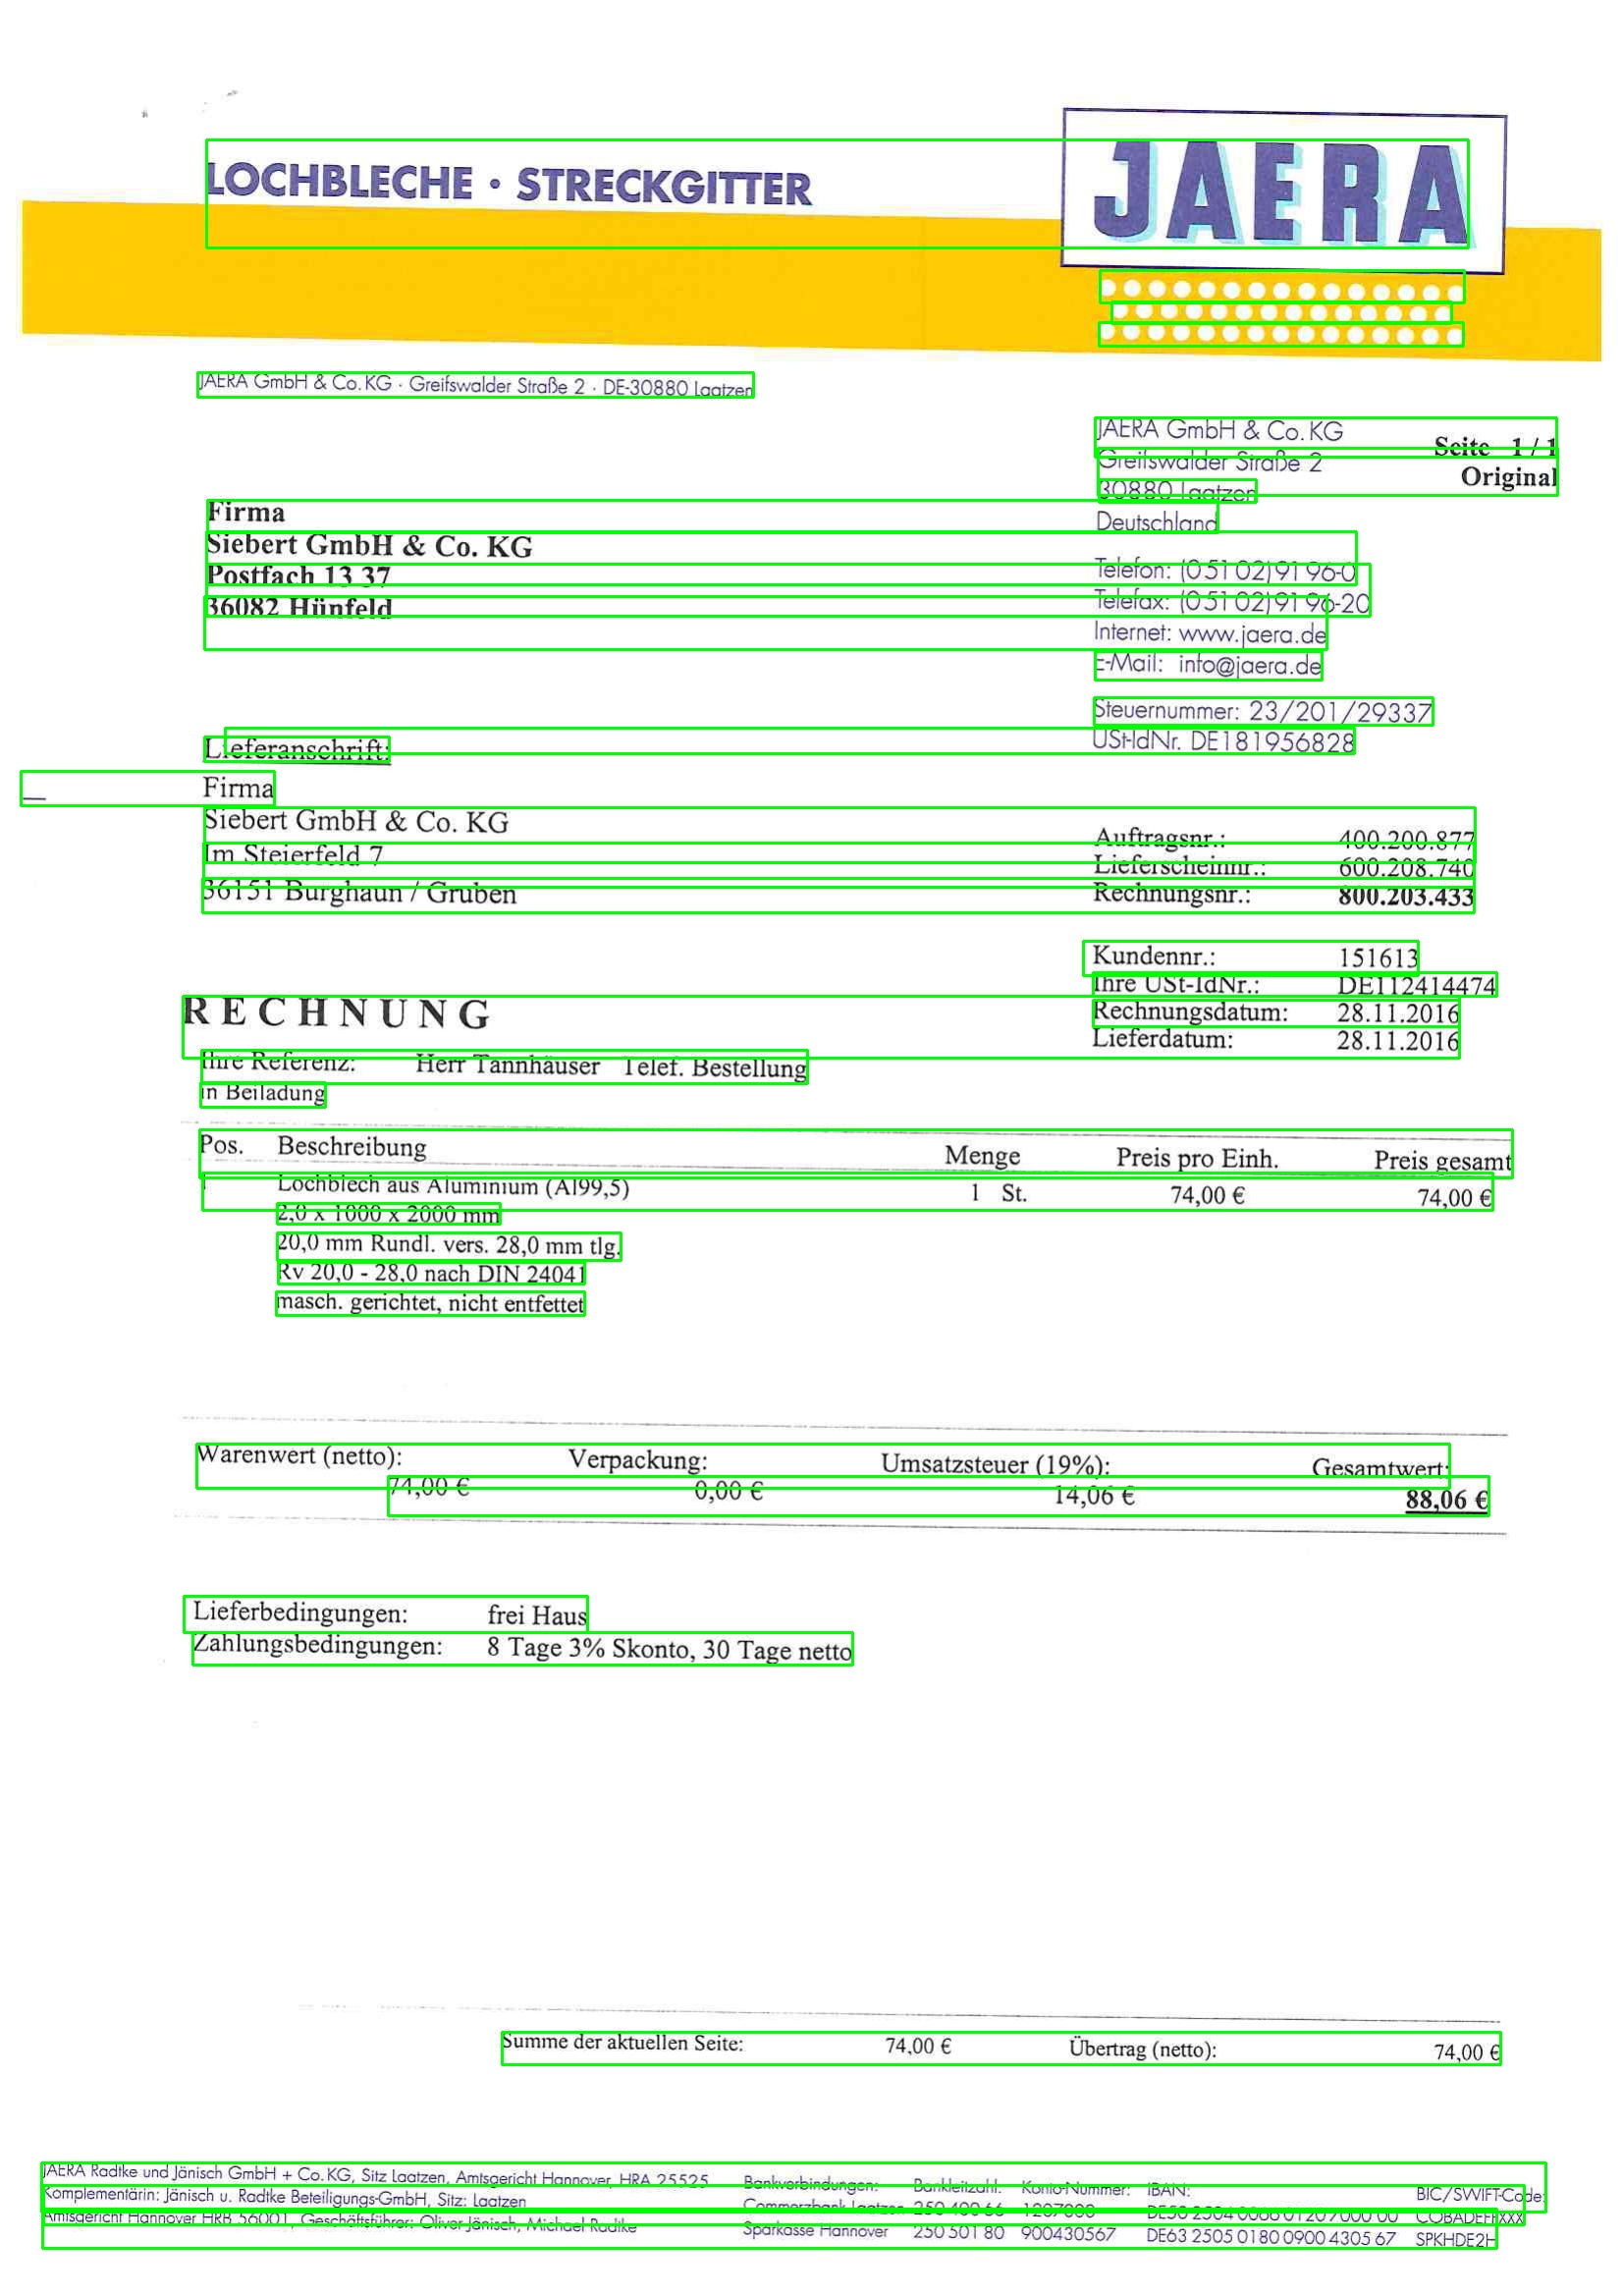 LOCHBLECHE · STRECKGITTER
JAERA
JAERA GmbH & Co. KG · Greifswalder Straße 2 · DE-30880 Laatzen
JAERA GmbH & Co. KG
Greifswalder Straße 2
30880 Laatzen
Deutschland
Seite 1 / 1
Original
Firma
Siebert GmbH & Co. KG
Postfach 13 37
36082 Hünfeld
Telefon: (0 51 02) 91 96-0
Telefax: (0 51 02) 91 96-20
Internet: www.jaera.de
E-Mail: info@jaera.de
Steuernummer: 23/201/29337
USt-IdNr. DE181956828
Lieferanschrift:
Firma
Siebert GmbH & Co. KG
Im Steierfeld 7
36151 Burghaun / Gruben
Auftragsnr.: 400.200.877
Lieferscheinnr.: 600.208.740
Rechnungsnr.: 800.203.433
Kundennr.: 151613
Ihre USt-IdNr.: DE112414474
Rechnungsdatum: 28.11.2016
Lieferdatum: 28.11.2016
RECHNUNG
Ihre Referenz: Herr Tannhäuser Telef. Bestellung
in Beiladung
Pos. Beschreibung Menge Preis pro Einh. Preis gesamt
1 Lochblech aus Aluminium (Al99,5) 1 St. 74,00 € 74,00 €
2,0 x 1000 x 2000 mm
20,0 mm Rundl. vers. 28,0 mm tlg.
Rv 20,0 - 28,0 nach DIN 24041
masch. gerichtet, nicht entfettet
Warenwert (netto): Verpackung: Umsatzsteuer (19%): Gesamtwert:
74,00 € 0,00 € 14,06 € 88,06 €
Lieferbedingungen: frei Haus
Zahlungsbedingungen: 8 Tage 3% Skonto, 30 Tage netto
Summe der aktuellen Seite: 74,00 € Übertrag (netto): 74,00 €
JAERA Radtke und Jänisch GmbH + Co. KG, Sitz Laatzen, Amtsgericht Hannover, HRA 25525
Komplementärin: Jänisch u. Radtke Beteiligungs-GmbH, Sitz: Laatzen
Amtsgericht Hannover HRB 56001, Geschäftsführer: Oliver Jänisch, Michael Radtke
Bankverbindungen: Bankleitzahl: Konto-Nummer: IBAN: BIC/SWIFT-Code:
Commerzbank Laatzen 250 400 66 COBADEFFXXX
Sparkasse Hannover 250 501 80 900430567 DE63 2505 0180 0900 4305 67 SPKHDE2H